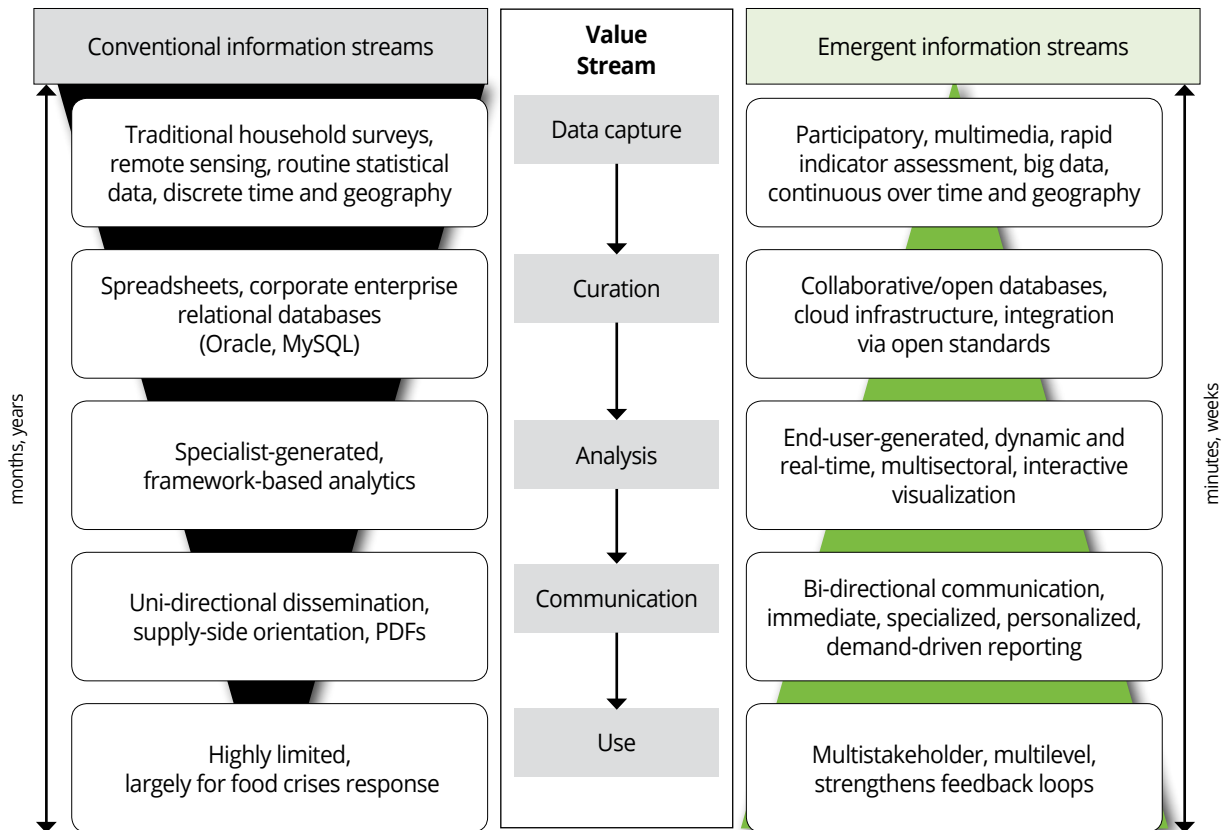 Conventional information streams
Value
Stream
Emergent information streams
months, years
Traditional household surveys,
remote sensing, routine statistical
data, discrete time and geography
Data capture
Participatory, multimedia, rapid
indicator assessment, big data,
continuous over time and geography
Spreadsheets, corporate enterprise
relational databases
(Oracle, MySQL)
Curation
Collaborative/open databases,
cloud infrastructure, integration
via open standards
Specialist-generated,
framework-based analytics
Analysis
End-user-generated, dynamic and
real-time, multisectoral, interactive
visualization
Uni-directional dissemination,
supply-side orientation, PDFs
Communication
Bi-directional communication,
immediate, specialized, personalized,
demand-driven reporting
Highly limited,
largely for food crises response
Use
Multistakeholder, multilevel,
strengthens feedback loops
minutes, weeks